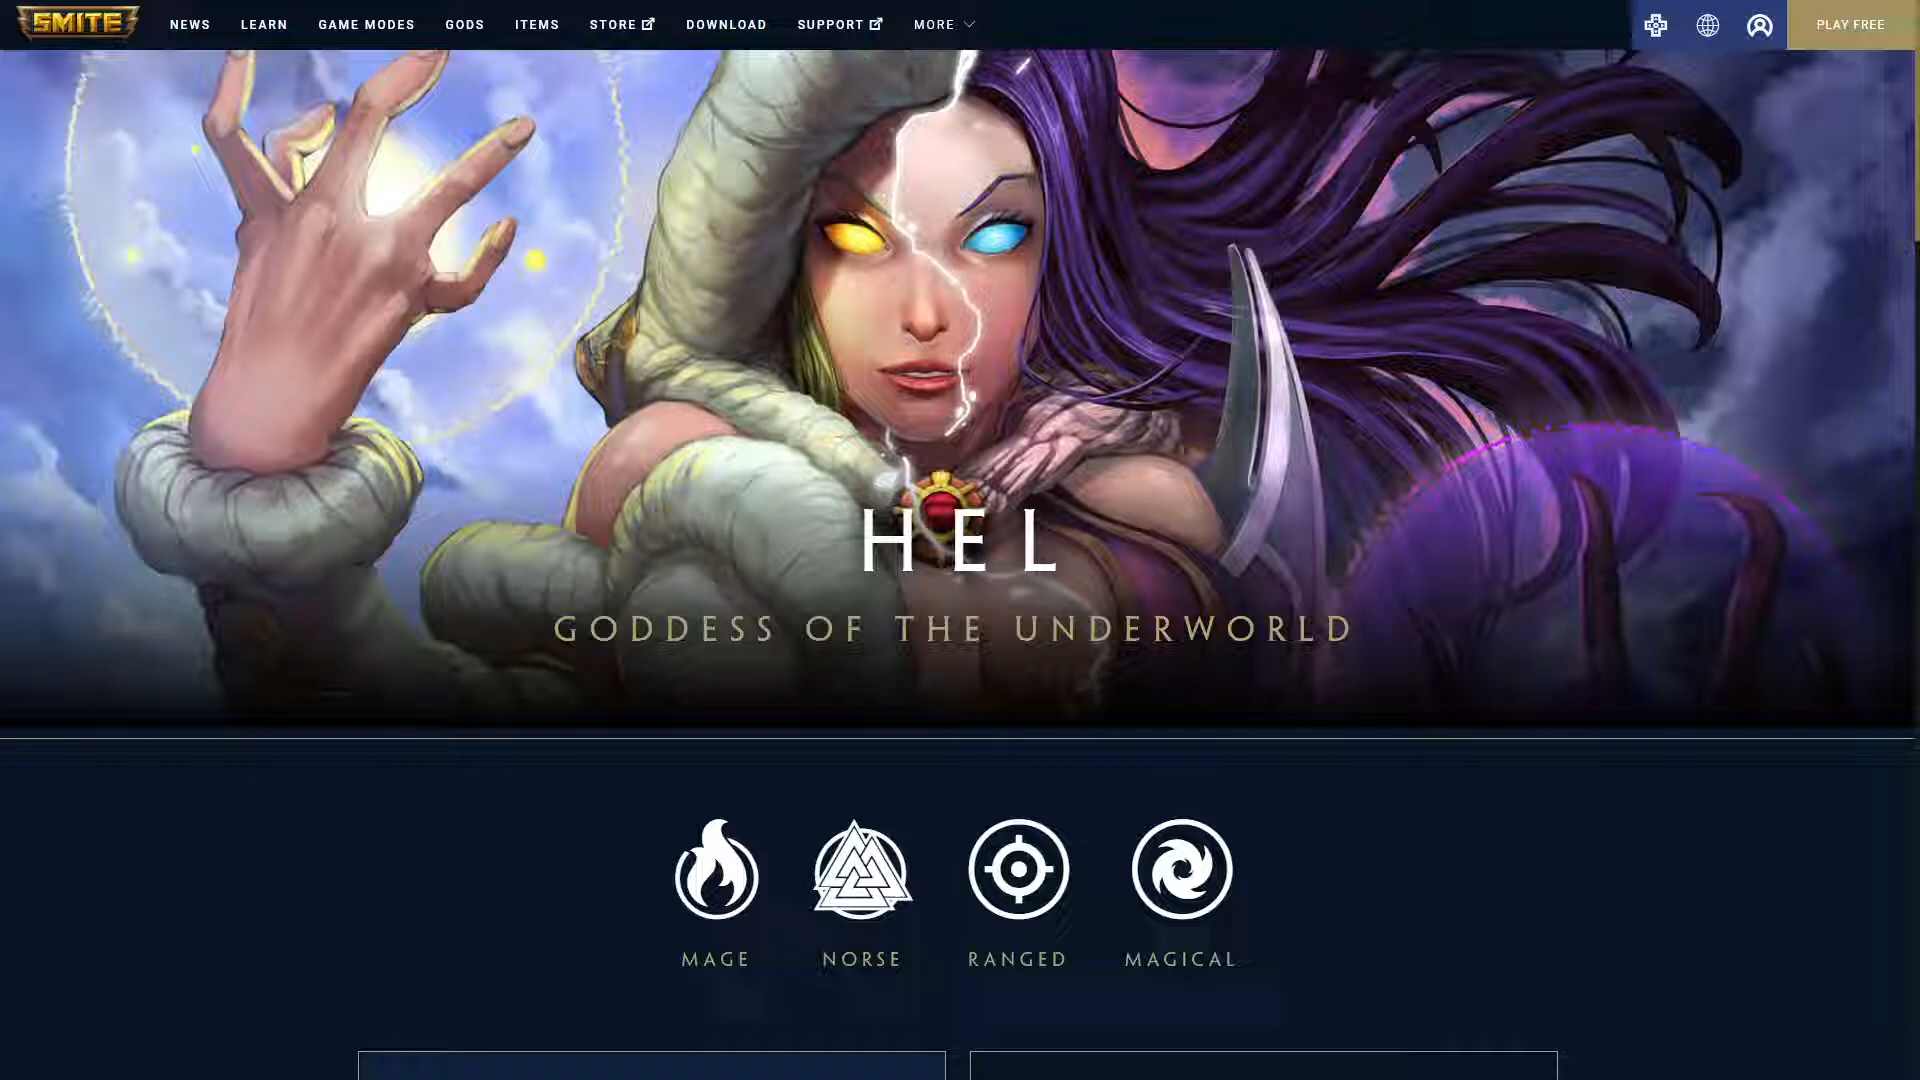 SMITE NEWS LEARN GAME MODES GODS ITEMS STORE DOWNLOAD SUPPORT MORE PLAY FREE
HEL
GODDESS OF THE UNDERWORLD
MAGE NORSE RANGED MAGICAL